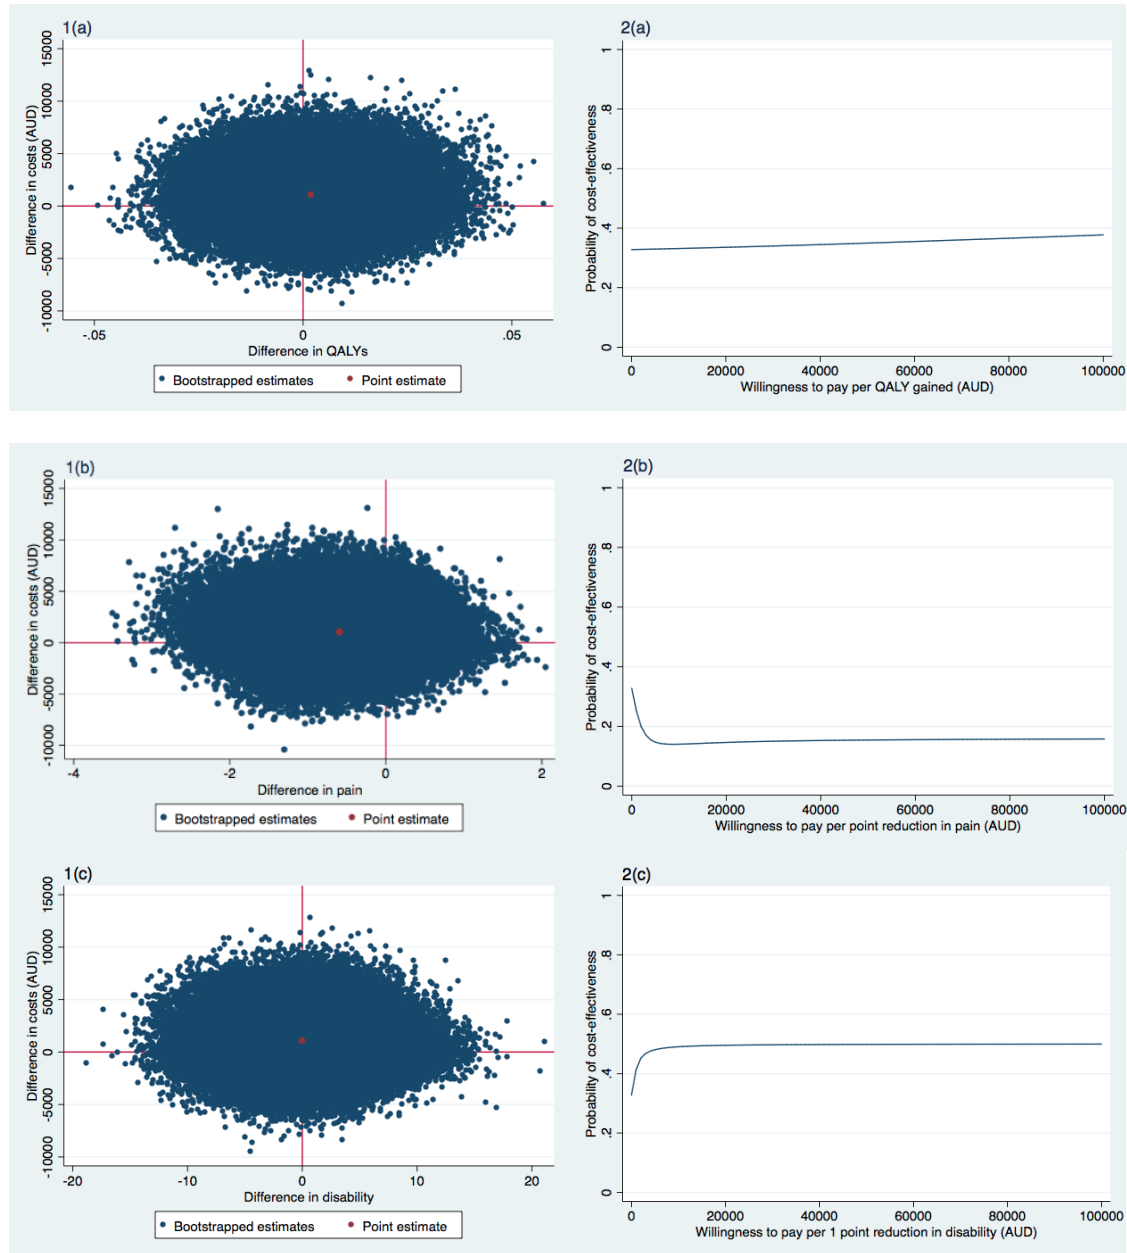 1(a)
15000
10000
5000
0
-5000
-10000
Difference in costs (AUD)
-.05
0
.05
Difference in QALYs
Bootstrapped estimates
Point estimate
2(a)
1
.8
.6
.4
.2
0
Probability of cost-effectiveness
0
20000
40000
60000
80000
100000
Willingness to pay per QALY gained (AUD)
1(b)
15000
10000
5000
0
-5000
-10000
Difference in costs (AUD)
-4
-2
0
2
Difference in pain
Bootstrapped estimates
Point estimate
2(b)
1
.8
.6
.4
.2
0
Probability of cost-effectiveness
0
20000
40000
60000
80000
100000
Willingness to pay per point reduction in pain (AUD)
1(c)
15000
10000
5000
0
-5000
-10000
Difference in costs (AUD)
-20
-10
0
10
20
Difference in disability
Bootstrapped estimates
Point estimate
2(c)
1
.8
.6
.4
.2
0
Probability of cost-effectiveness
0
20000
40000
60000
80000
100000
Willingness to pay per 1 point reduction in disability (AUD)